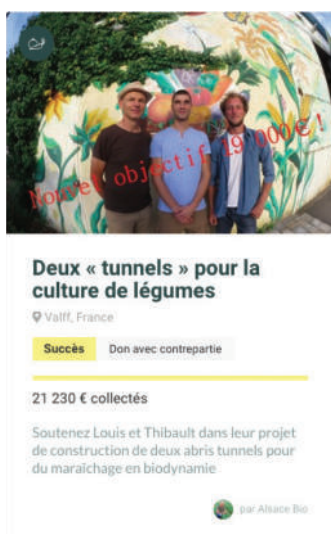 Nouvel objectif 19 000€ !
Deux « tunnels » pour la
culture de légumes
Valff, France
Succès Don avec contrepartie
21 230 € collectés
Soutenez Louis et Thibault dans leur projet
de construction de deux abris tunnels pour
du maraîchage en biodynamie
par Alsace Bio